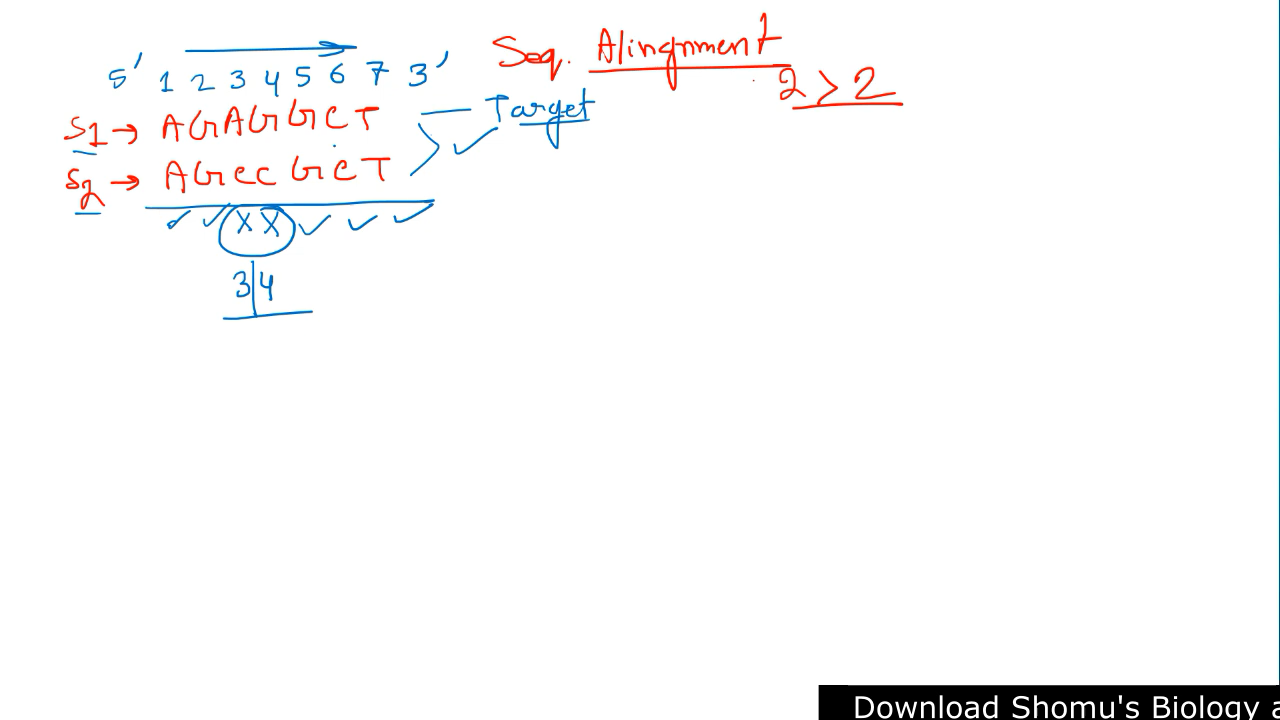 Seq. Alingnment
5' 1 2 3 4 5 6 7 3'
2 > 2
S1 → AGAGGCT — Target
S2 → AGCCGCT
✓ ✓ X X ✓ ✓ ✓
3|4
Download Shomu's Biology a